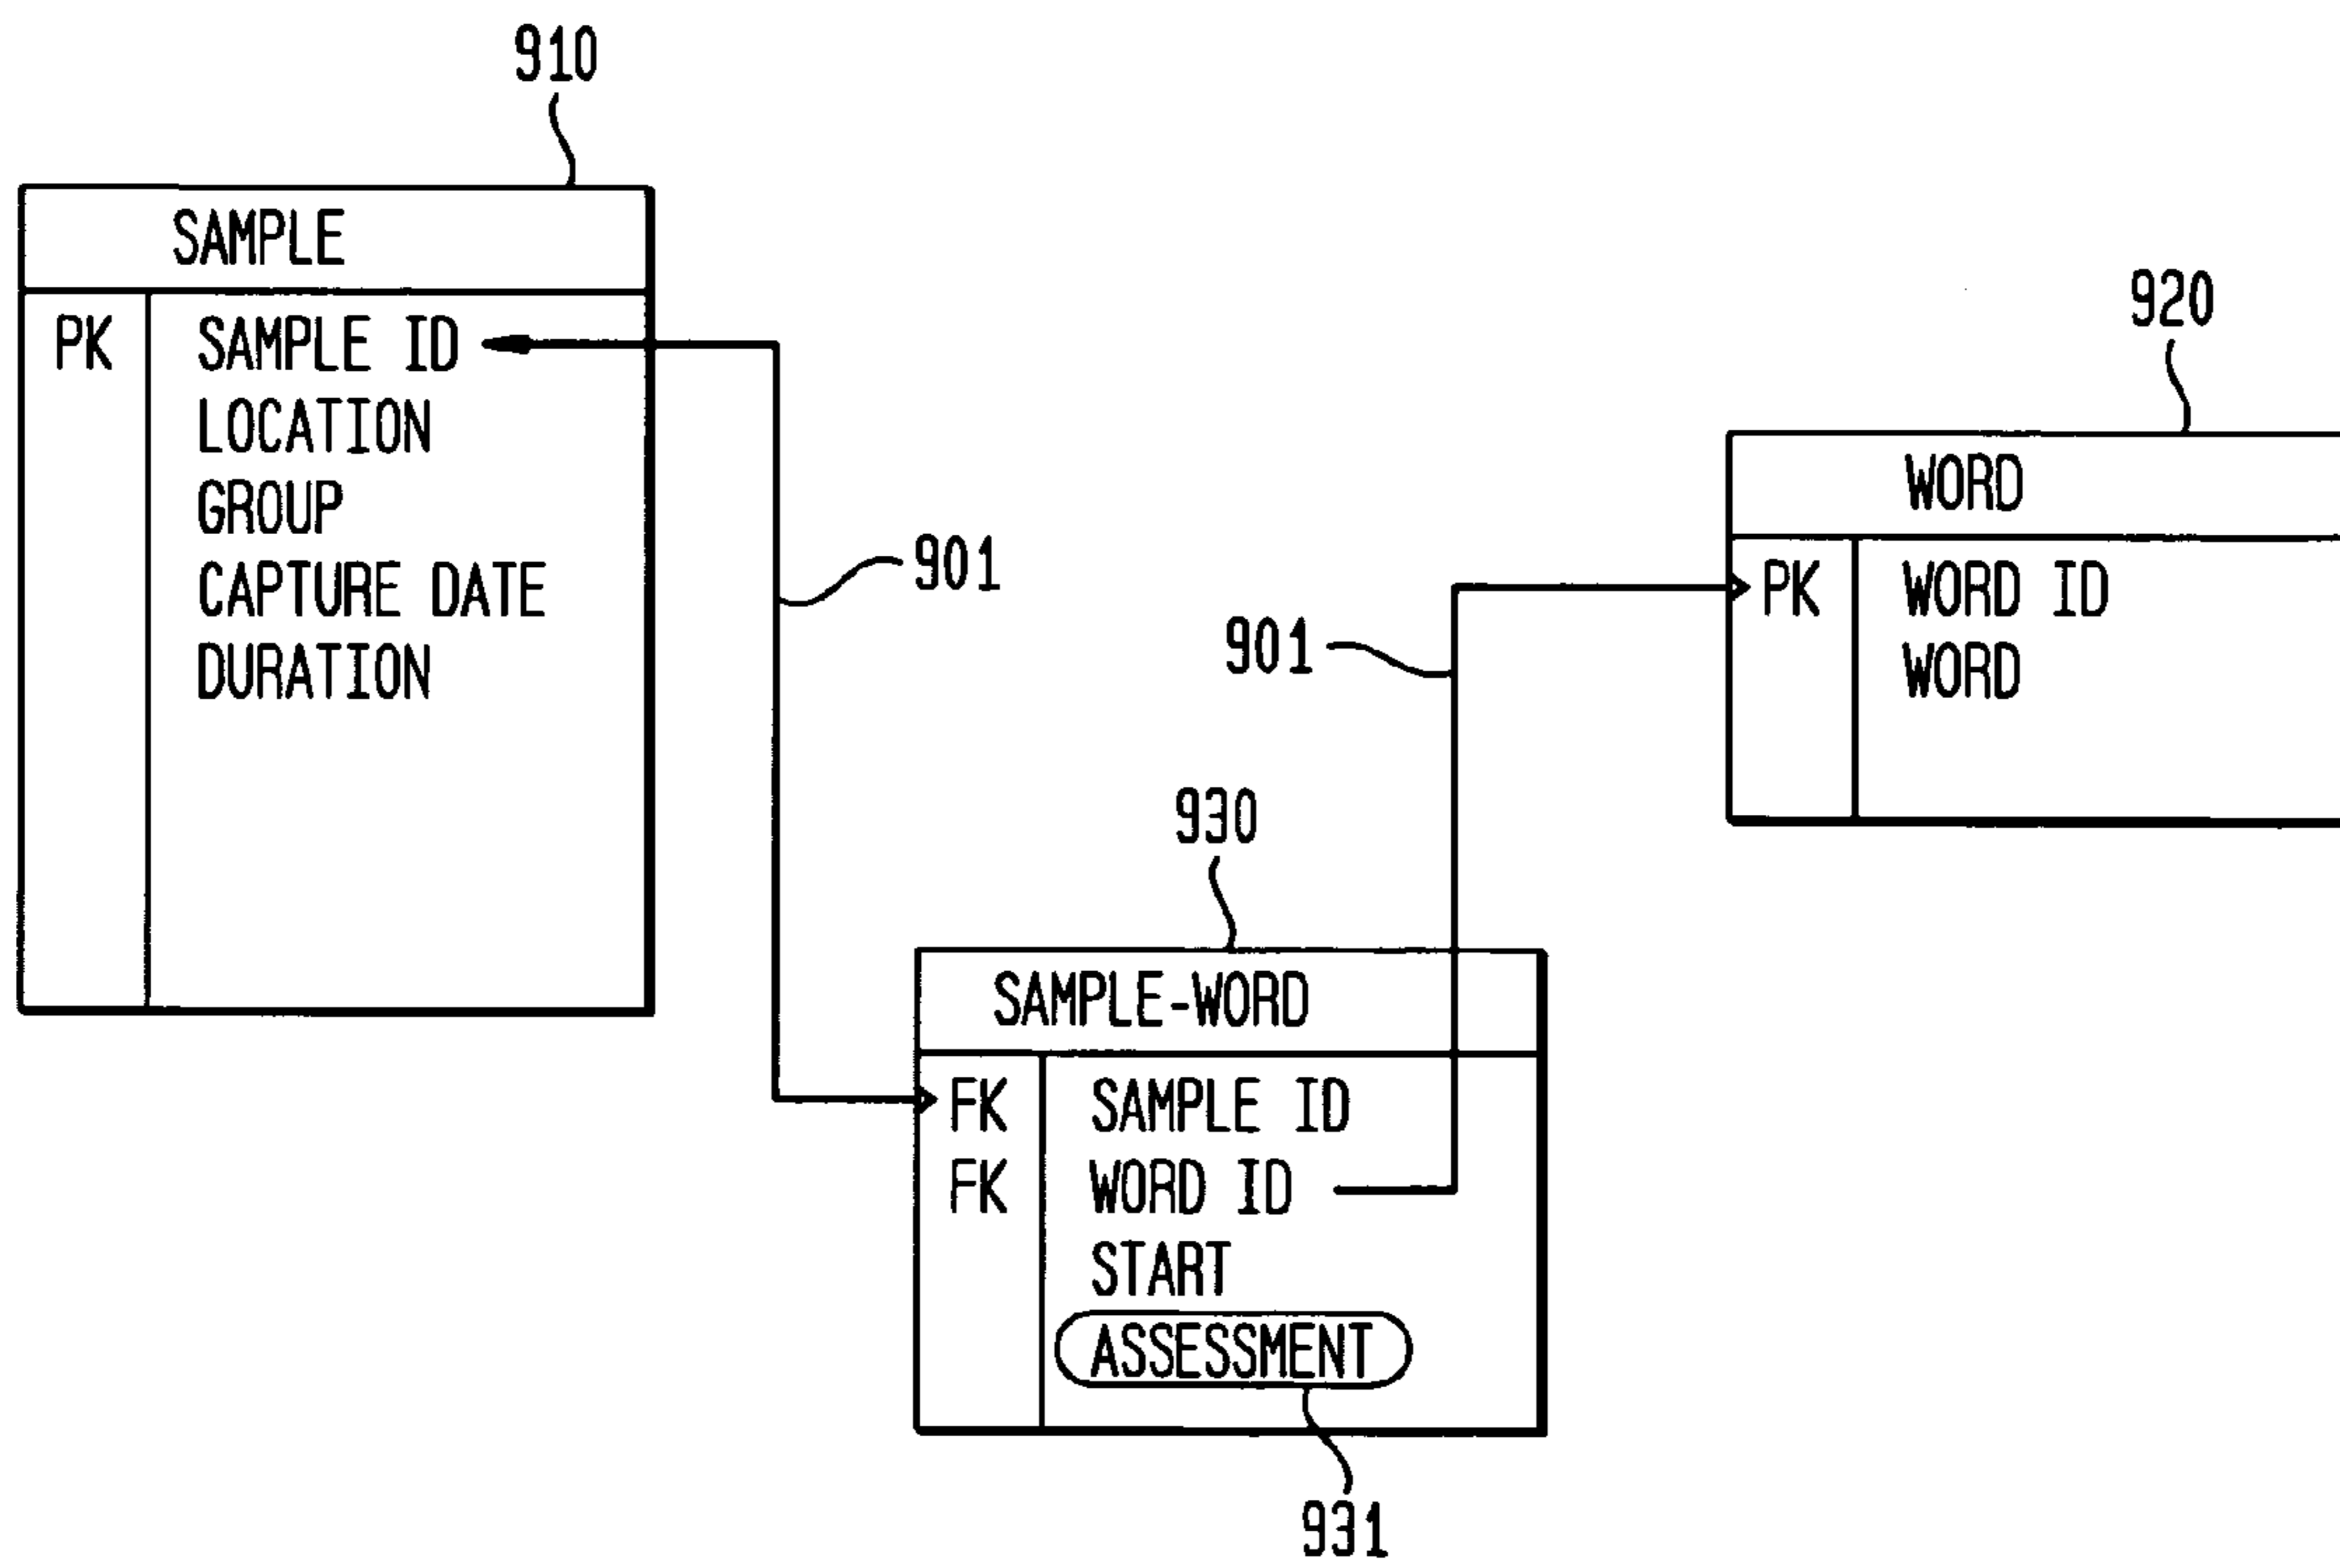 910
SAMPLE
PK SAMPLE ID
LOCATION
GROUP
CAPTURE DATE
DURATION
901
920
WORD
PK WORD ID
WORD
901
930
SAMPLE-WORD
FK SAMPLE ID
FK WORD ID
START
ASSESSMENT
931